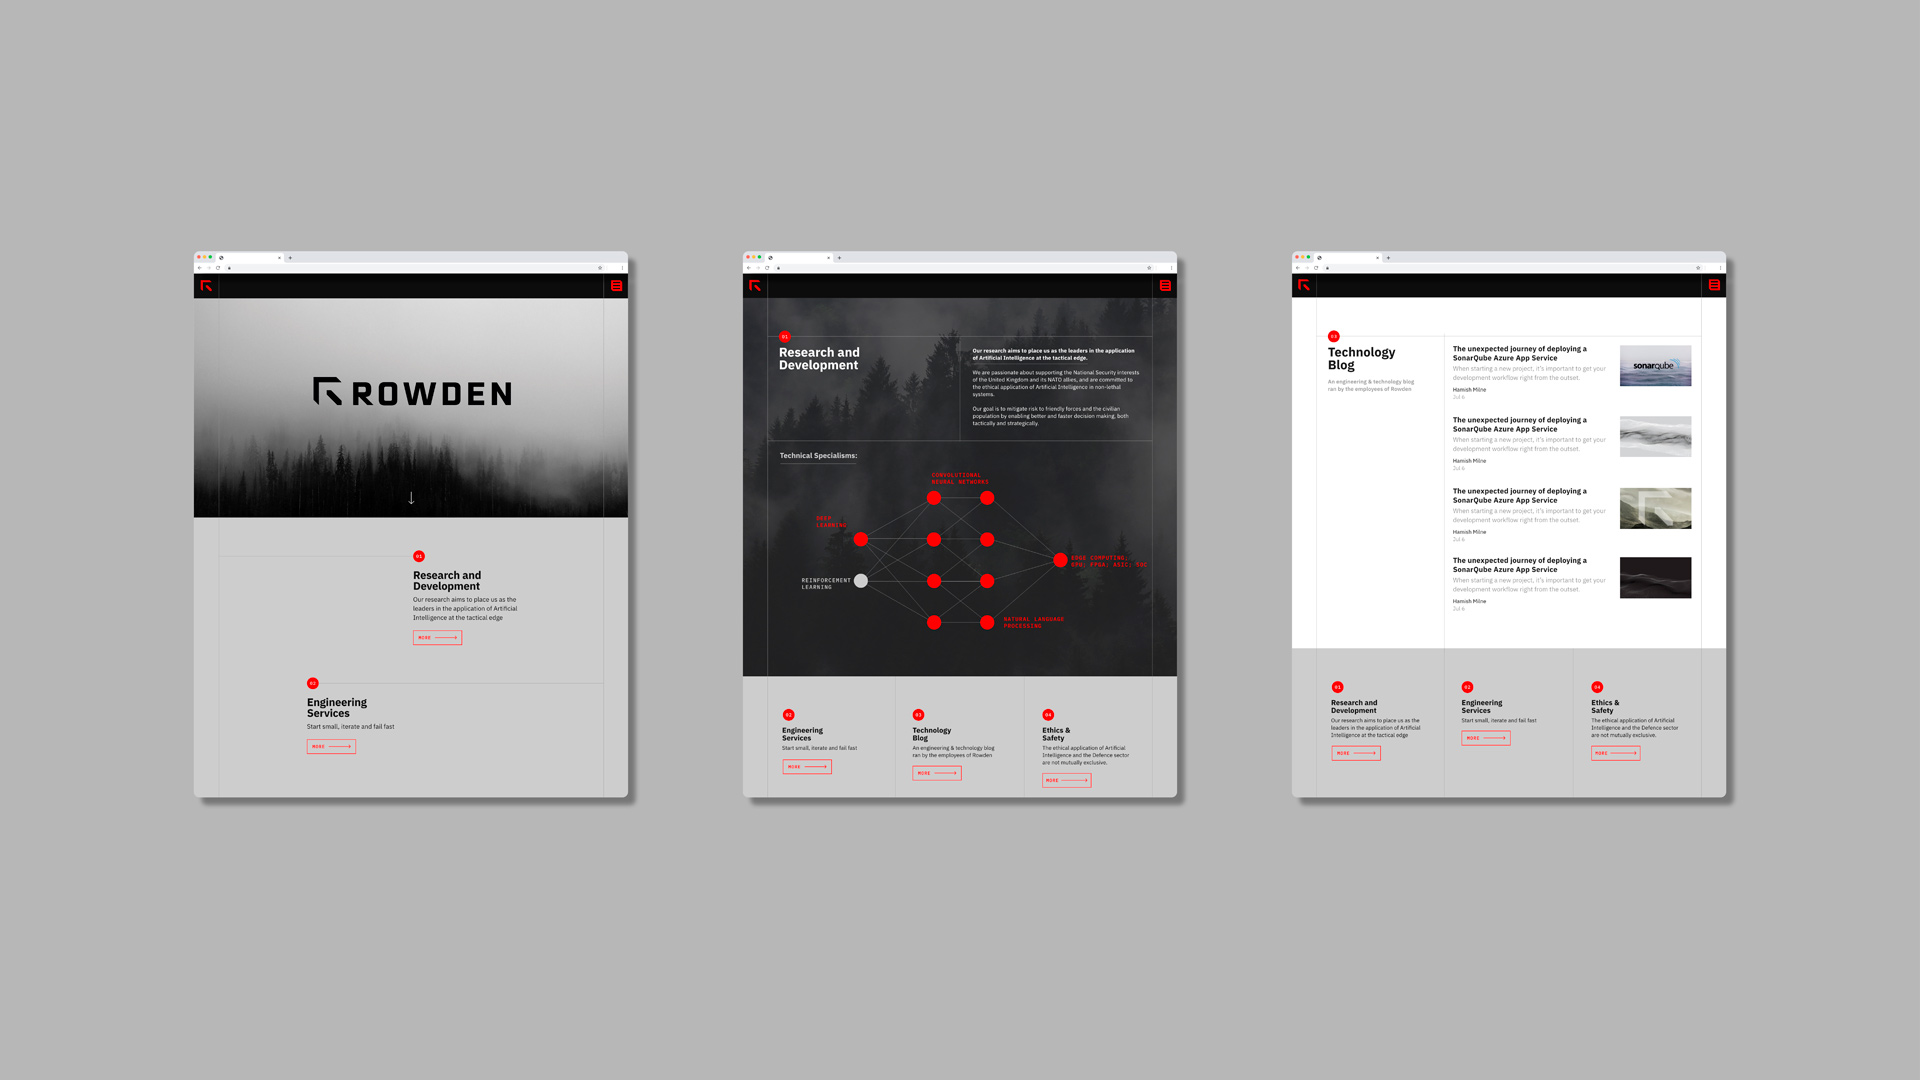 ROWDEN
01
Research and
Development
Our research aims to place us as the
leaders in the application of Artificial
Intelligence at the tactical edge
MORE
Engineering
Services
Start small, iterate and fail fast
MORE
01
Research and
Development
Our research aims to place us as the leaders in the application
of Artificial Intelligence at the tactical edge.
We are passionate about supporting the National Security interests
of the United Kingdom and its NATO allies, and are committed to
the ethical application of Artificial Intelligence in non-lethal
systems.
Our goal is to mitigate risk to friendly forces and the civilian
population by enabling better and faster decision making, both
tactically and strategically.
Technical Specialisms:
CONVOLUTIONAL
NEURAL NETWORKS
DEEP
LEARNING
REINFORCEMENT
LEARNING
EDGE COMPUTING:
GPU; FPGA; ASIC;
NATURAL LANGUAGE
PROCESSING
02
Engineering
Services
Start small, iterate and fail fast
MORE
03
Technology
Blog
An engineering & technology blog
ran by the employees of Rowden
MORE
04
Ethics &
Safety
The ethical application of Artificial
Intelligence and the Defence sector
are not mutually exclusive.
MORE
03
Technology
Blog
An engineering & technology blog
ran by the employees of Rowden
The unexpected journey of deploying a
SonarQube Azure App Service
When starting a new project, it's important to get your
development workflow right from the outset.
Hamish Milne
Jul 6
sonarqube
The unexpected journey of deploying a
SonarQube Azure App Service
When starting a new project, it's important to get your
development workflow right from the outset.
Hamish Milne
Jul 6
The unexpected journey of deploying a
SonarQube Azure App Service
When starting a new project, it's important to get your
development workflow right from the outset.
Hamish Milne
Jul 6
The unexpected journey of deploying a
SonarQube Azure App Service
When starting a new project, it's important to get your
development workflow right from the outset.
Hamish Milne
Jul 6
01
Research and
Development
Our research aims to place us as the
leaders in the application of Artificial
Intelligence at the tactical edge
MORE
02
Engineering
Services
Start small, iterate and fail fast
MORE
04
Ethics &
Safety
The ethical application of Artificial
Intelligence and the Defence sector
are not mutually exclusive.
MORE